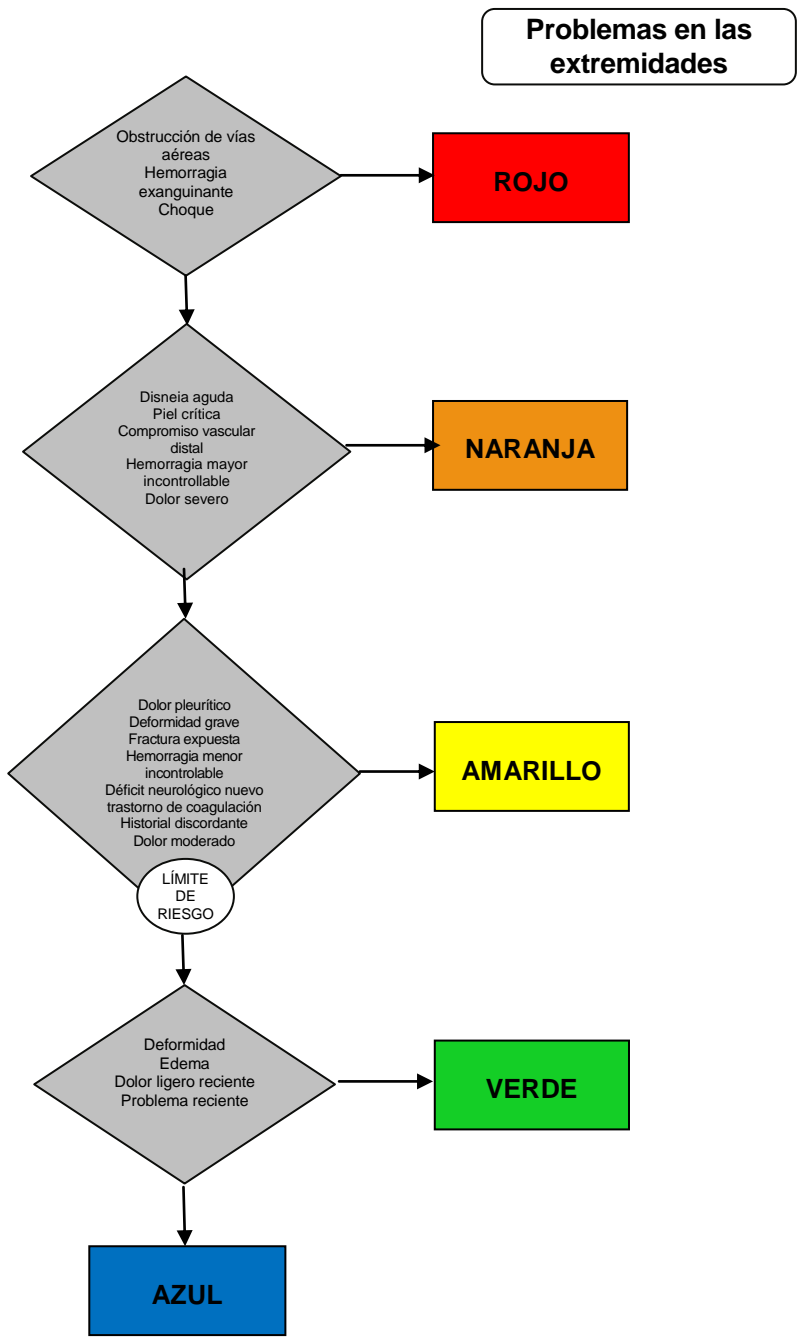 Problemas en las
extremidades
Obstrucción de vías
aéreas
Hemorragia
exanguinante
Choque
ROJO
Disneia aguda
Piel crítica
Compromiso vascular
distal
Hemorragia mayor
incontrollable
Dolor severo
NARANJA
Dolor pleurítico
Deformidad grave
Fractura expuesta
Hemorragia menor
incontrolable
Déficit neurológico nuevo
trastorno de coagulación
Historial discordante
Dolor moderado
AMARILLO
LÍMITE
DE
RIESGO
Deformidad
Edema
Dolor ligero reciente
Problema reciente
VERDE
AZUL